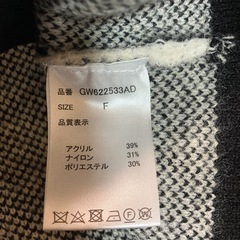 品番 GW622533AD
SIZE F
品質表示
アクリル 39%
ナイロン 31%
ポリエステル 30%